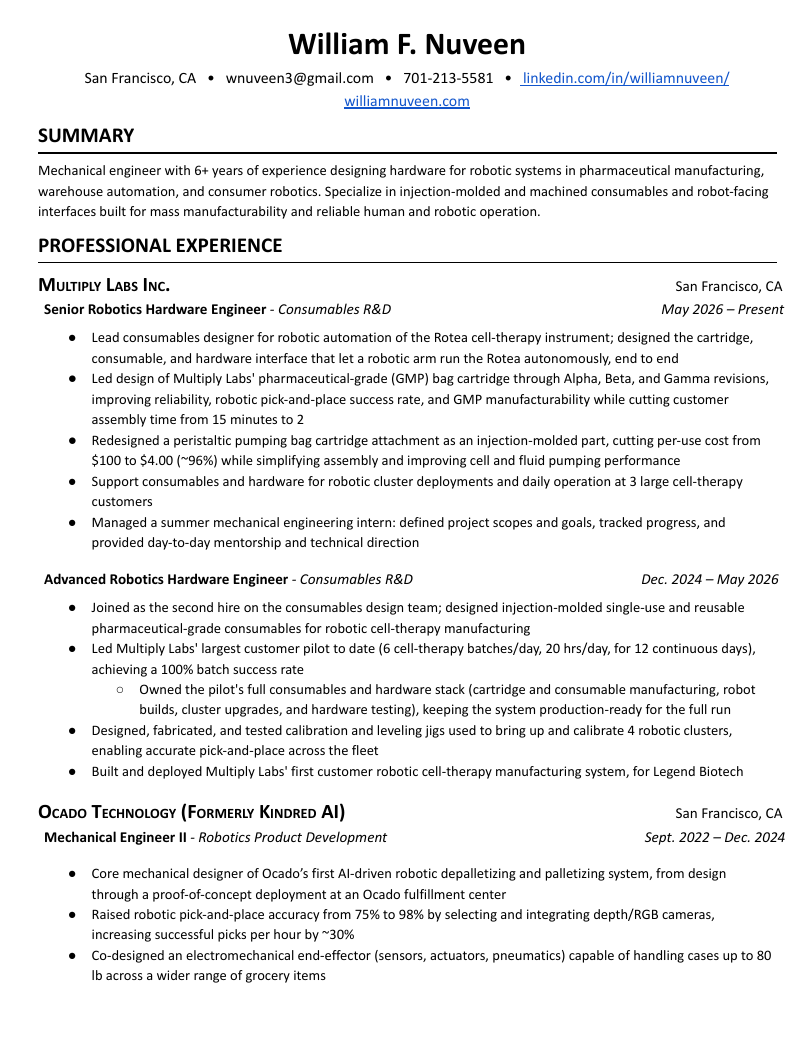 William F. Nuveen
San Francisco, CA ● wnuveen3@gmail.com ● 701-213-5581 ● linkedin.com/in/williamnuveen/
williamnuveen.com
SUMMARY
Mechanical engineer with 6+ years of experience designing hardware for robotic systems in pharmaceutical manufacturing,
warehouse automation, and consumer robotics. Specialize in injection-molded and machined consumables and robot-facing
interfaces built for mass manufacturability and reliable human and robotic operation.
PROFESSIONAL EXPERIENCE
Multiply Labs Inc. San Francisco, CA
Senior Robotics Hardware Engineer - Consumables R&D May 2026 – Present
● Lead consumables designer for robotic automation of the Rotea cell-therapy instrument; designed the cartridge,
consumable, and hardware interface that let a robotic arm run the Rotea autonomously, end to end
● Led design of Multiply Labs' pharmaceutical-grade (GMP) bag cartridge through Alpha, Beta, and Gamma revisions,
improving reliability, robotic pick-and-place success rate, and GMP manufacturability while cutting customer
assembly time from 15 minutes to 2
● Redesigned a peristaltic pumping bag cartridge attachment as an injection-molded part, cutting per-use cost from
$100 to $4.00 (~96%) while simplifying assembly and improving cell and fluid pumping performance
● Support consumables and hardware for robotic cluster deployments and daily operation at 3 large cell-therapy
customers
● Managed a summer mechanical engineering intern: defined project scopes and goals, tracked progress, and
provided day-to-day mentorship and technical direction
Advanced Robotics Hardware Engineer - Consumables R&D Dec. 2024 – May 2026
● Joined as the second hire on the consumables design team; designed injection-molded single-use and reusable
pharmaceutical-grade consumables for robotic cell-therapy manufacturing
● Led Multiply Labs' largest customer pilot to date (6 cell-therapy batches/day, 20 hrs/day, for 12 continuous days),
achieving a 100% batch success rate
○ Owned the pilot's full consumables and hardware stack (cartridge and consumable manufacturing, robot
builds, cluster upgrades, and hardware testing), keeping the system production-ready for the full run
● Designed, fabricated, and tested calibration and leveling jigs used to bring up and calibrate 4 robotic clusters,
enabling accurate pick-and-place across the fleet
● Built and deployed Multiply Labs' first customer robotic cell-therapy manufacturing system, for Legend Biotech
Ocado Technology (Formerly Kindred AI) San Francisco, CA
Mechanical Engineer II - Robotics Product Development Sept. 2022 – Dec. 2024
● Core mechanical designer of Ocado’s first AI-driven robotic depalletizing and palletizing system, from design
through a proof-of-concept deployment at an Ocado fulfillment center
● Raised robotic pick-and-place accuracy from 75% to 98% by selecting and integrating depth/RGB cameras,
increasing successful picks per hour by ~30%
● Co-designed an electromechanical end-effector (sensors, actuators, pneumatics) capable of handling cases up to 80
lb across a wider range of grocery items